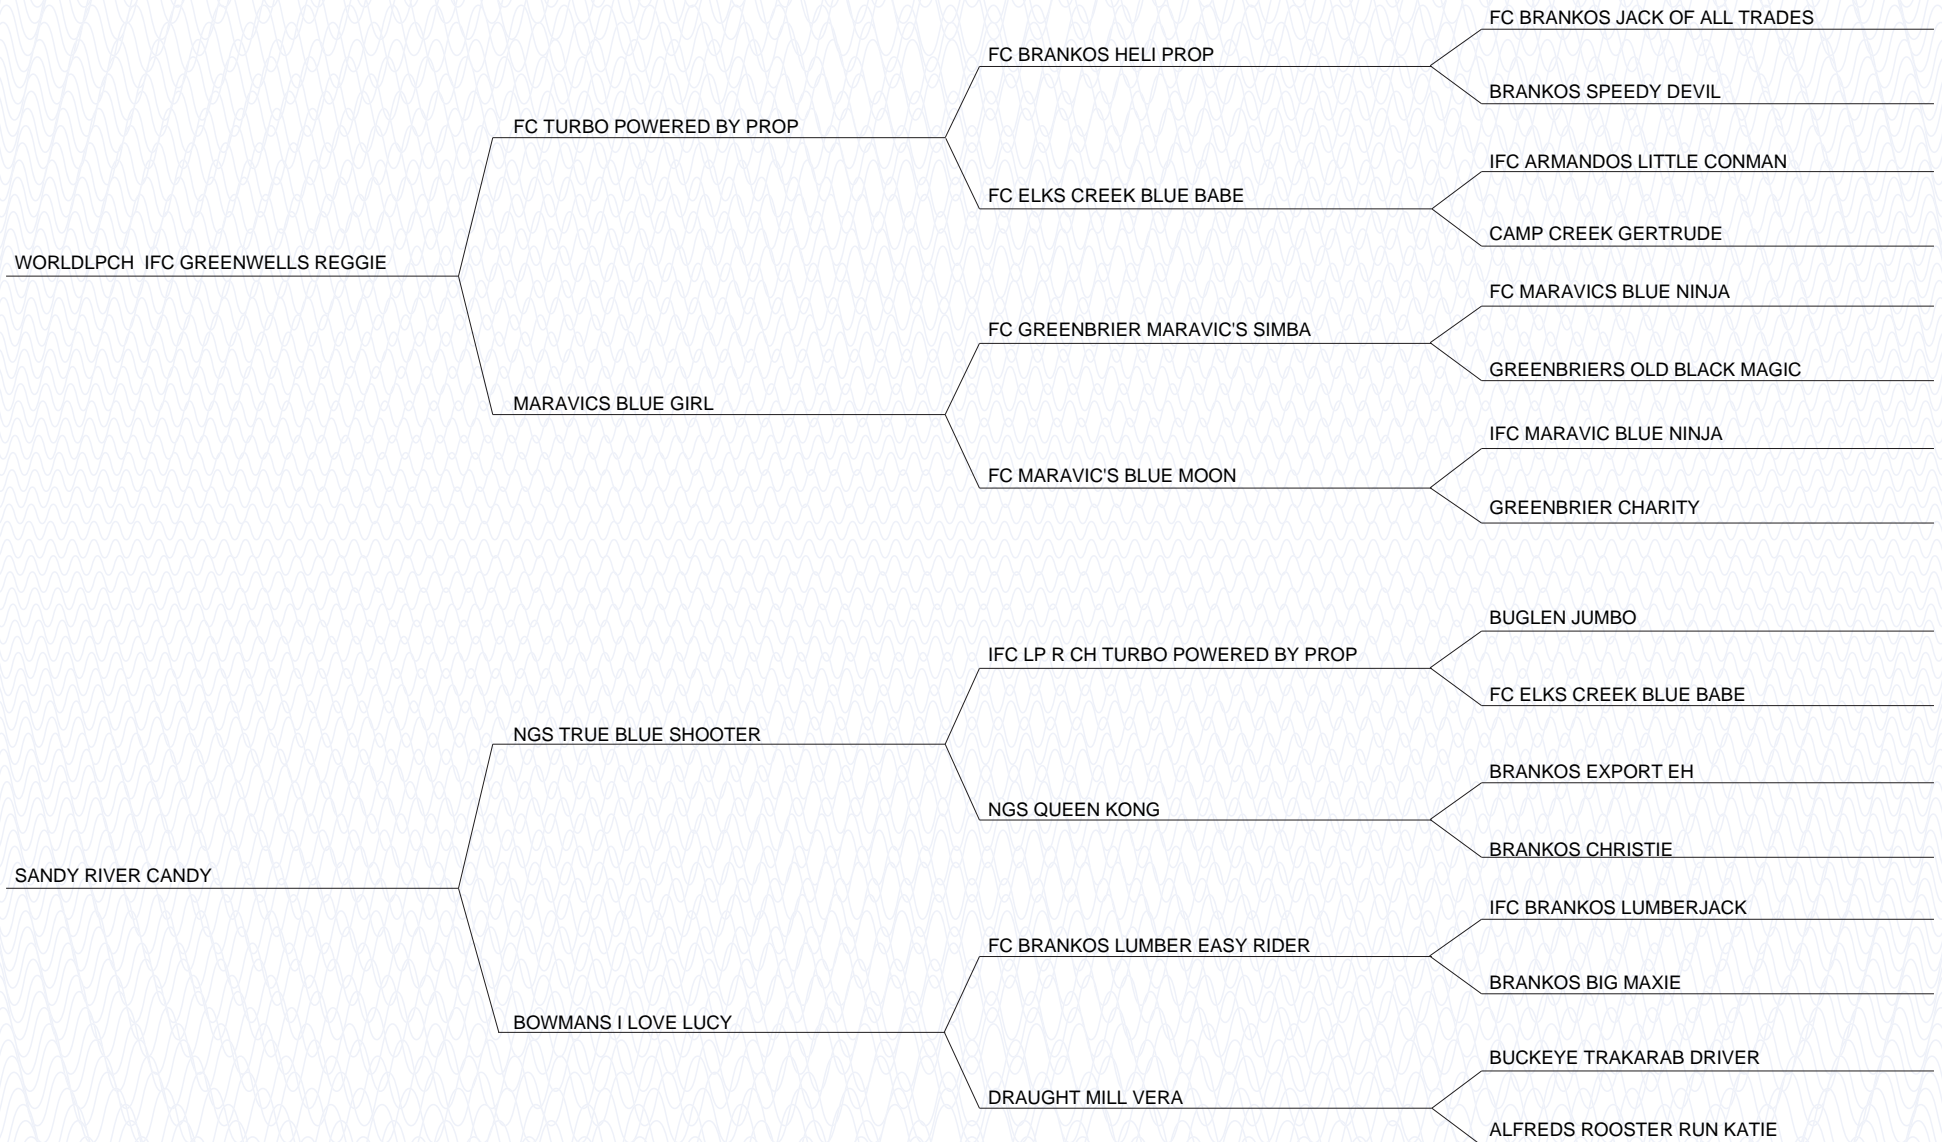 FC BRANKOS JACK OF ALL TRADES
FC BRANKOS HELI PROP
BRANKOS SPEEDY DEVIL
FC TURBO POWERED BY PROP
IFC ARMANDOS LITTLE CONMAN
FC ELKS CREEK BLUE BABE
CAMP CREEK GERTRUDE
WORLDLPCH  IFC GREENWELLS REGGIE
FC MARAVICS BLUE NINJA
FC GREENBRIER MARAVIC'S SIMBA
GREENBRIERS OLD BLACK MAGIC
MARAVICS BLUE GIRL
IFC MARAVIC BLUE NINJA
FC MARAVIC'S BLUE MOON
GREENBRIER CHARITY
BUGLEN JUMBO
IFC LP R CH TURBO POWERED BY PROP
FC ELKS CREEK BLUE BABE
NGS TRUE BLUE SHOOTER
BRANKOS EXPORT EH
NGS QUEEN KONG
BRANKOS CHRISTIE
SANDY RIVER CANDY
IFC BRANKOS LUMBERJACK
FC BRANKOS LUMBER EASY RIDER
BRANKOS BIG MAXIE
BOWMANS I LOVE LUCY
BUCKEYE TRAKARAB DRIVER
DRAUGHT MILL VERA
ALFREDS ROOSTER RUN KATIE